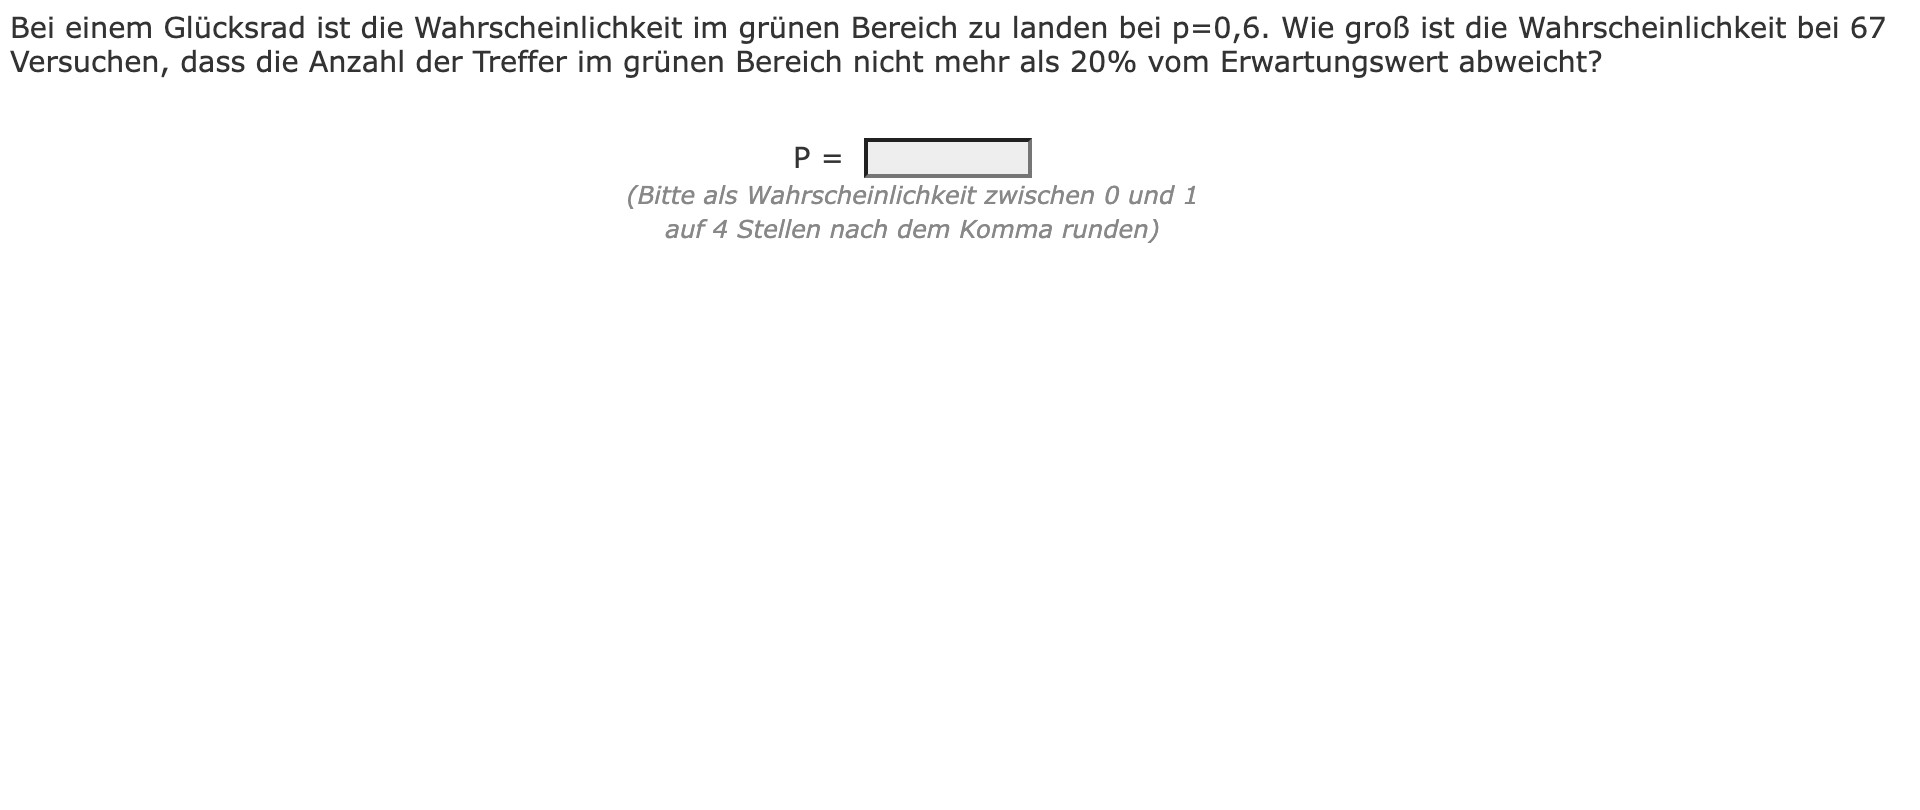 Bei einem Glücksrad ist die Wahrscheinlichkeit im grünen Bereich zu landen bei p=0,6. Wie groß ist die Wahrscheinlichkeit bei 67
Versuchen, dass die Anzahl der Treffer im grünen Bereich nicht mehr als 20% vom Erwartungswert abweicht?
P =
(Bitte als Wahrscheinlichkeit zwischen 0 und 1
auf 4 Stellen nach dem Komma runden)